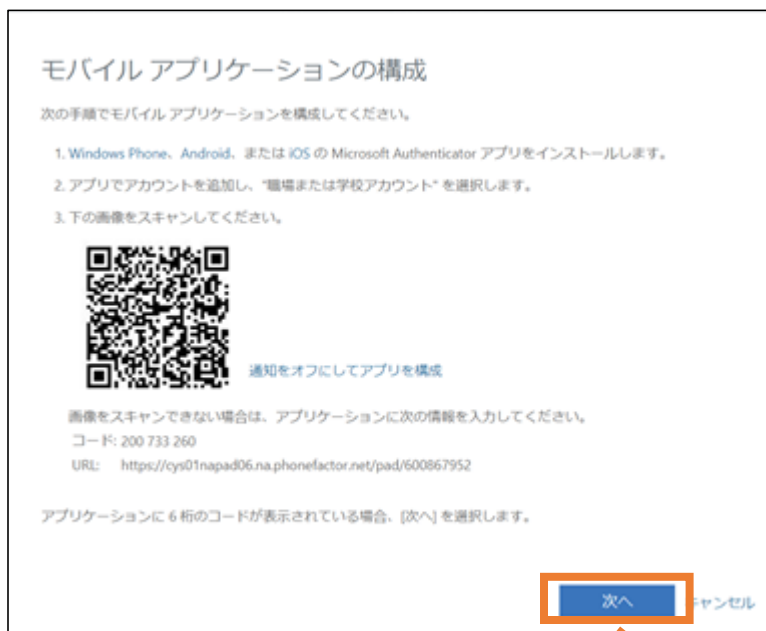 モバイル アプリケーションの構成
次の手順でモバイル アプリケーションを構成してください。
1. Windows Phone、Android、または iOS の Microsoft Authenticator アプリをインストールします。
2. アプリでアカウントを追加し、"職場または学校アカウント" を選択します。
3. 下の画像をスキャンしてください。
通知をオフにしてアプリを構成
画像をスキャンできない場合は、アプリケーションに次の情報を入力してください。
コード: 200 733 260
URL: https://cys01napad06.na.phonefactor.net/pad/600867952
アプリケーションに 6 桁のコードが表示されている場合、[次へ] を選択します。
次へ
ャンセル